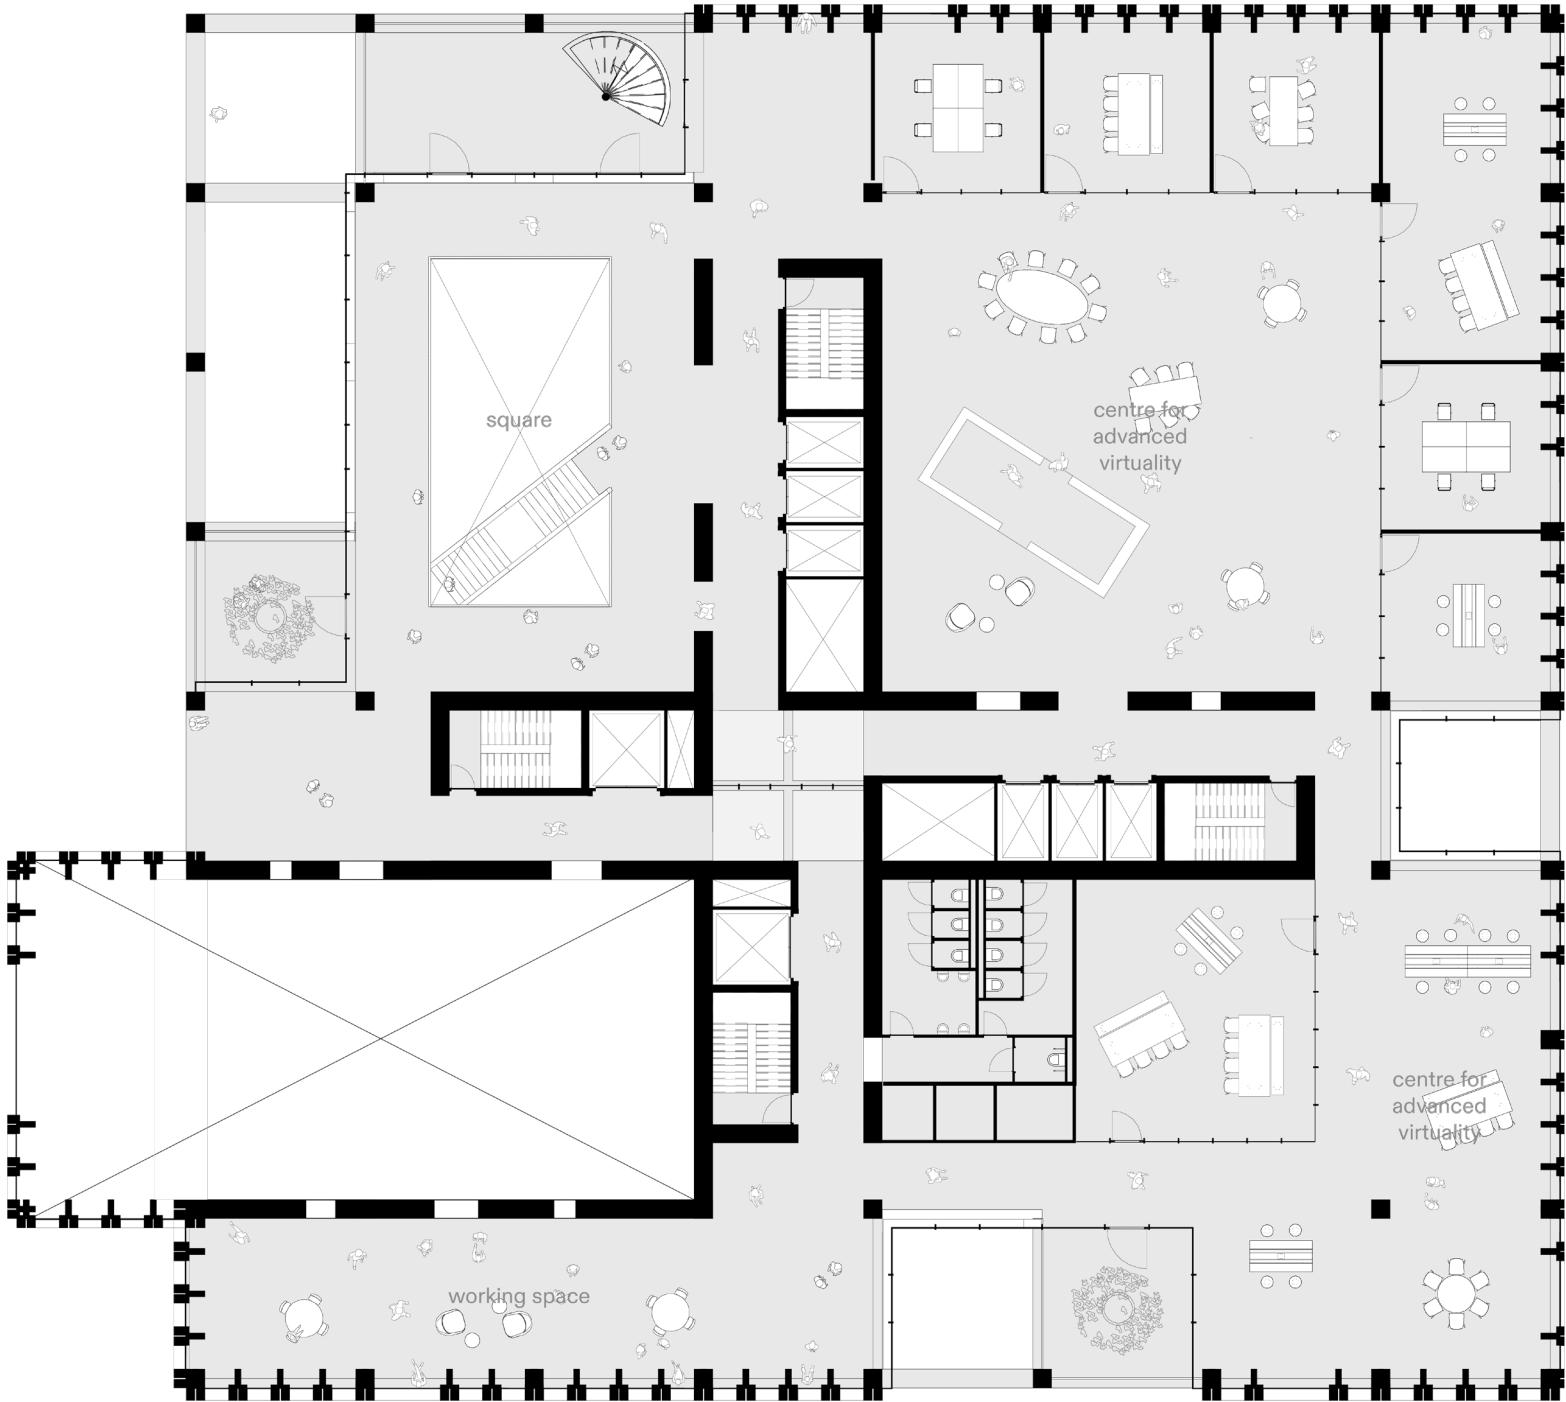 square
centre for
advanced
virtuality
centre for
advanced
virtuality
working space